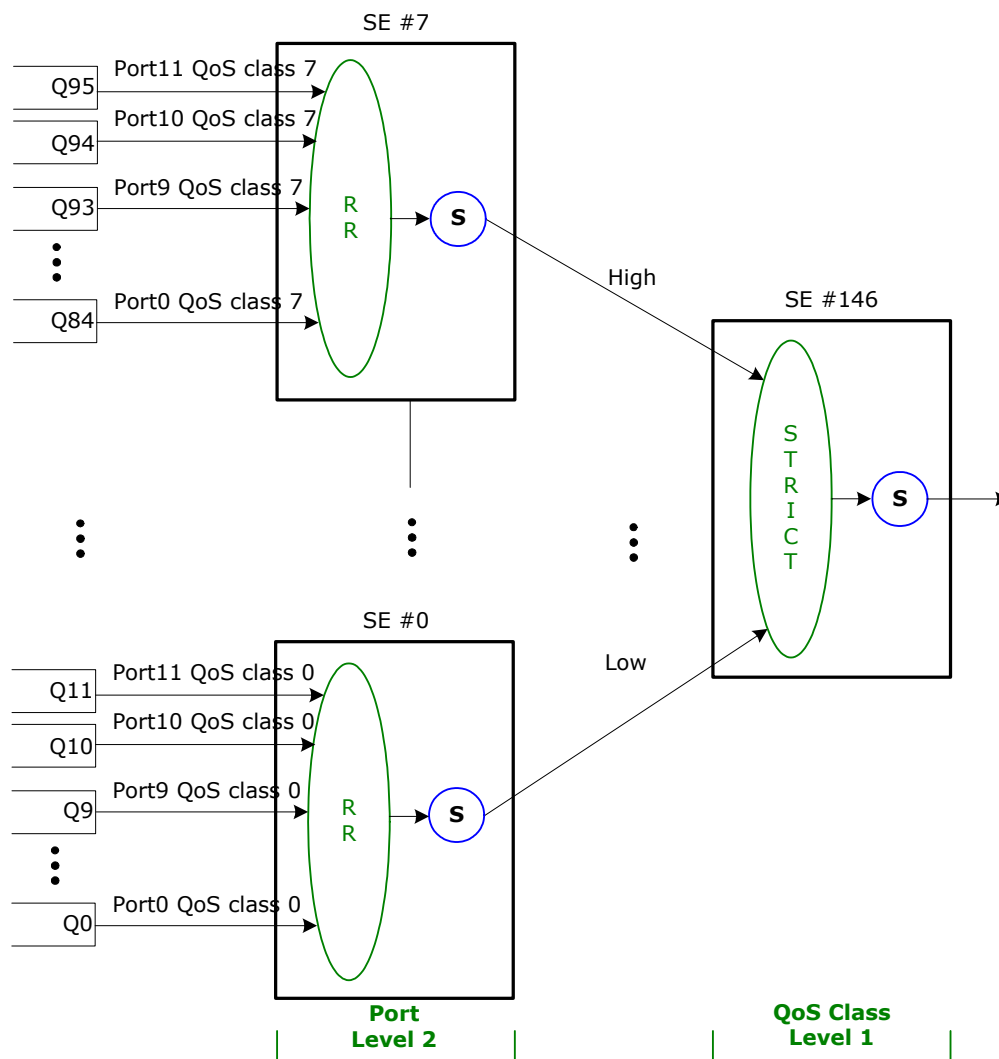 SE #7
Q95
Port11 QoS class 7
Q94
Port10 QoS class 7
Q93
Port9 QoS class 7
Q84
Port0 QoS class 7
R
R
S
High
SE #146
S
T
R
I
C
T
S
SE #0
Low
Q11
Port11 QoS class 0
Q10
Port10 QoS class 0
Q9
Port9 QoS class 0
Q0
Port0 QoS class 0
R
R
S
Port
Level 2
QoS Class
Level 1